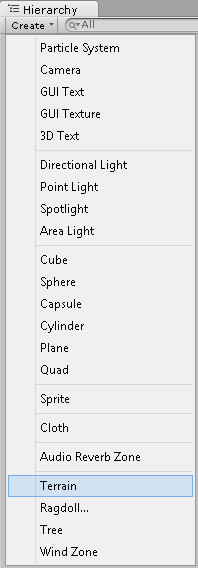 Hierarchy
Create All
Particle System
Camera
GUI Text
GUI Texture
3D Text
Directional Light
Point Light
Spotlight
Area Light
Cube
Sphere
Capsule
Cylinder
Plane
Quad
Sprite
Cloth
Audio Reverb Zone
Terrain
Ragdoll...
Tree
Wind Zone